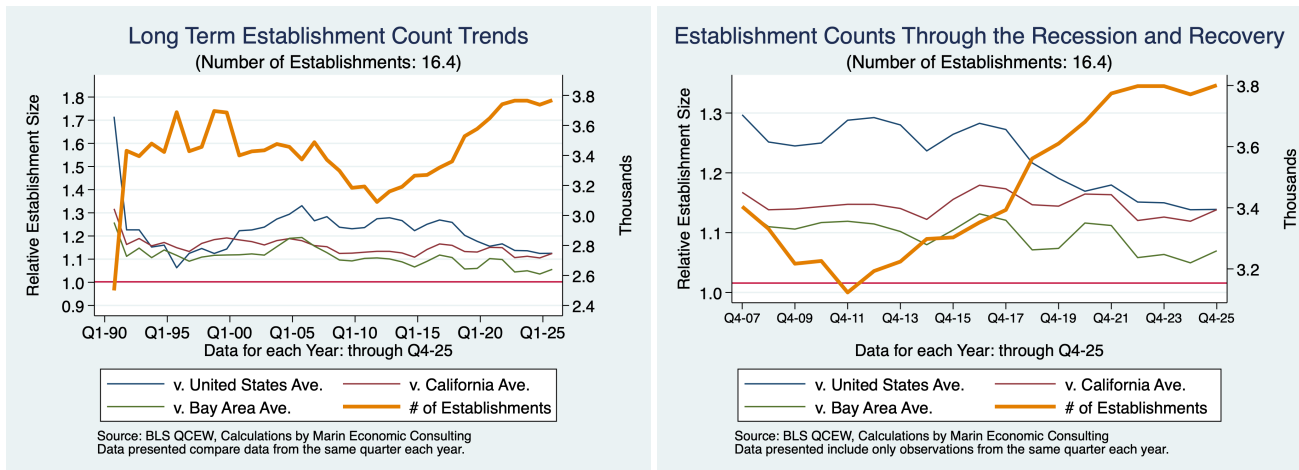 Long Term Establishment Count Trends
(Number of Establishments: 16.4)
Relative Establishment Size
1.8
1.7
1.6
1.5
1.4
1.3
1.2
1.1
1.0
0.9
3.8
3.6
3.4
3.2
3.0
2.8
2.6
2.4
Thousands
Q1-90 Q1-95 Q1-00 Q1-05 Q1-10 Q1-15 Q1-20 Q1-25
Data for each Year: through Q4-25
v. United States Ave. v. California Ave.
v. Bay Area Ave. # of Establishments
Source: BLS QCEW, Calculations by Marin Economic Consulting
Data presented compare data from the same quarter each year.
Establishment Counts Through the Recession and Recovery
(Number of Establishments: 16.4)
Relative Establishment Size
1.3
1.2
1.1
1.0
3.8
3.6
3.4
3.2
Thousands
Q4-07 Q4-09 Q4-11 Q4-13 Q4-15 Q4-17 Q4-19 Q4-21 Q4-23 Q4-25
Data for each Year: through Q4-25
v. United States Ave. v. California Ave.
v. Bay Area Ave. # of Establishments
Source: BLS QCEW, Calculations by Marin Economic Consulting
Data presented include only observations from the same quarter each year.